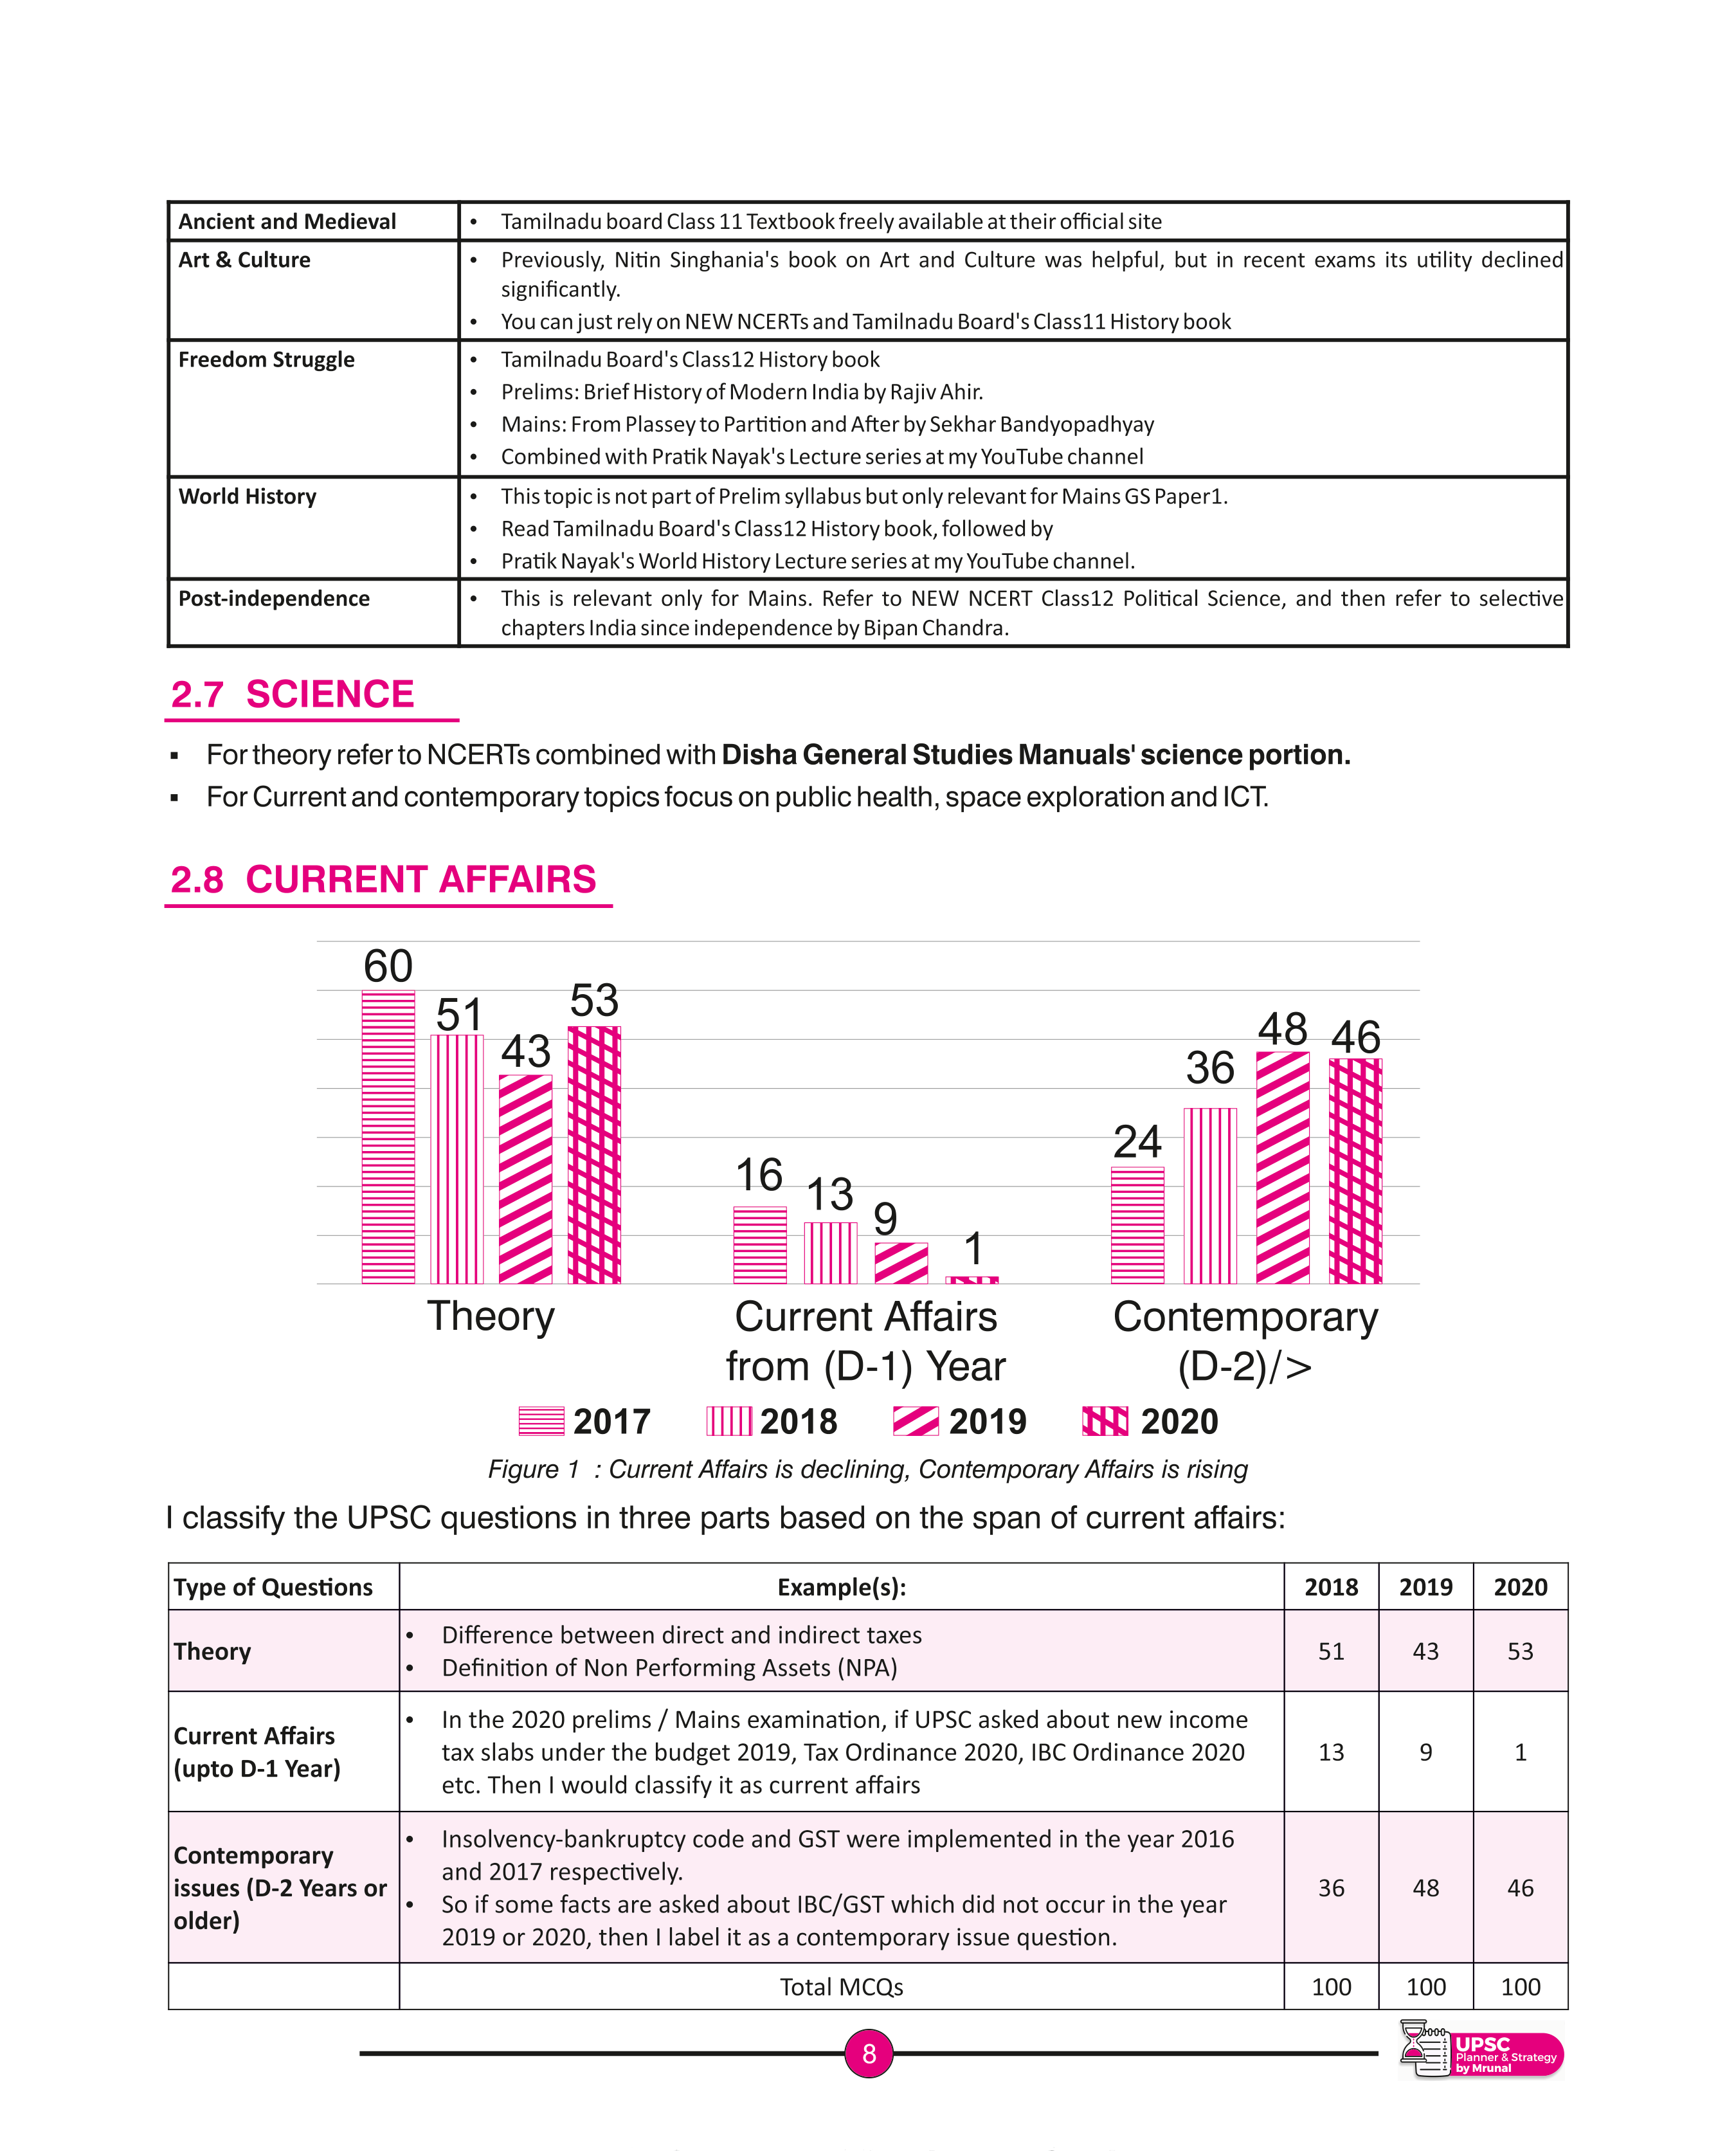 Ancient and Medieval
• Tamilnadu board Class 11 Textbook freely available at their official site
Art & Culture
• Previously, Nitin Singhania's book on Art and Culture was helpful, but in recent exams its utility declined
significantly.
• You can just rely on NEW NCERTs and Tamilnadu Board's Class11 History book
Freedom Struggle
• Tamilnadu Board's Class12 History book
• Prelims: Brief History of Modern India by Rajiv Ahir.
• Mains: From Plassey to Partition and After by Sekhar Bandyopadhyay
• Combined with Pratik Nayak's Lecture series at my YouTube channel
World History
• This topic is not part of Prelim syllabus but only relevant for Mains GS Paper1.
• Read Tamilnadu Board's Class12 History book, followed by
• Pratik Nayak's World History Lecture series at my YouTube channel.
Post-independence
• This is relevant only for Mains. Refer to NEW NCERT Class12 Political Science, and then refer to selective
chapters India since independence by Bipan Chandra.
2.7 SCIENCE
▪ For theory refer to NCERTs combined with Disha General Studies Manuals' science portion.
▪ For Current and contemporary topics focus on public health, space exploration and ICT.
2.8 CURRENT AFFAIRS
60 51 43 53
16 13 9 1
24 36 48 46
Theory
Current Affairs
from (D-1) Year
Contemporary
(D-2)/>
2017 2018 2019 2020
Figure 1 : Current Affairs is declining, Contemporary Affairs is rising
I classify the UPSC questions in three parts based on the span of current affairs:
Type of Questions Example(s): 2018 2019 2020
Theory
• Difference between direct and indirect taxes
• Definition of Non Performing Assets (NPA)
51 43 53
Current Affairs
(upto D-1 Year)
• In the 2020 prelims / Mains examination, if UPSC asked about new income
tax slabs under the budget 2019, Tax Ordinance 2020, IBC Ordinance 2020
etc. Then I would classify it as current affairs
13 9 1
Contemporary
issues (D-2 Years or
older)
• Insolvency-bankruptcy code and GST were implemented in the year 2016
and 2017 respectively.
• So if some facts are asked about IBC/GST which did not occur in the year
2019 or 2020, then I label it as a contemporary issue question.
36 48 46
Total MCQs 100 100 100
8
UPSC
Planner & Strategy
by Mrunal